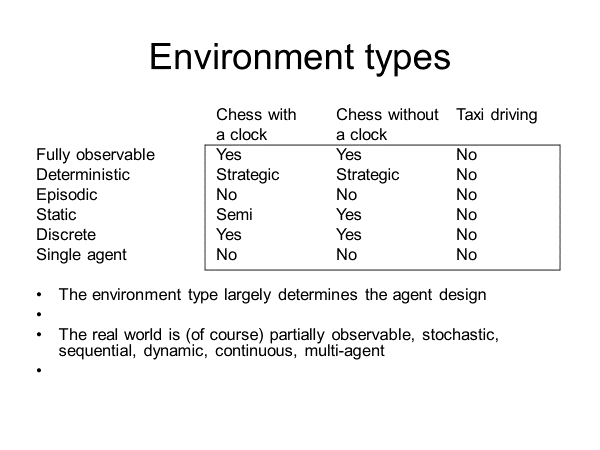 Environment types
Chess with Chess without Taxi driving
a clock a clock
Fully observable Yes Yes No
Deterministic Strategic Strategic No
Episodic No No No
Static Semi Yes No
Discrete Yes Yes No
Single agent No No No
• The environment type largely determines the agent design
•
• The real world is (of course) partially observable, stochastic,
sequential, dynamic, continuous, multi-agent
•